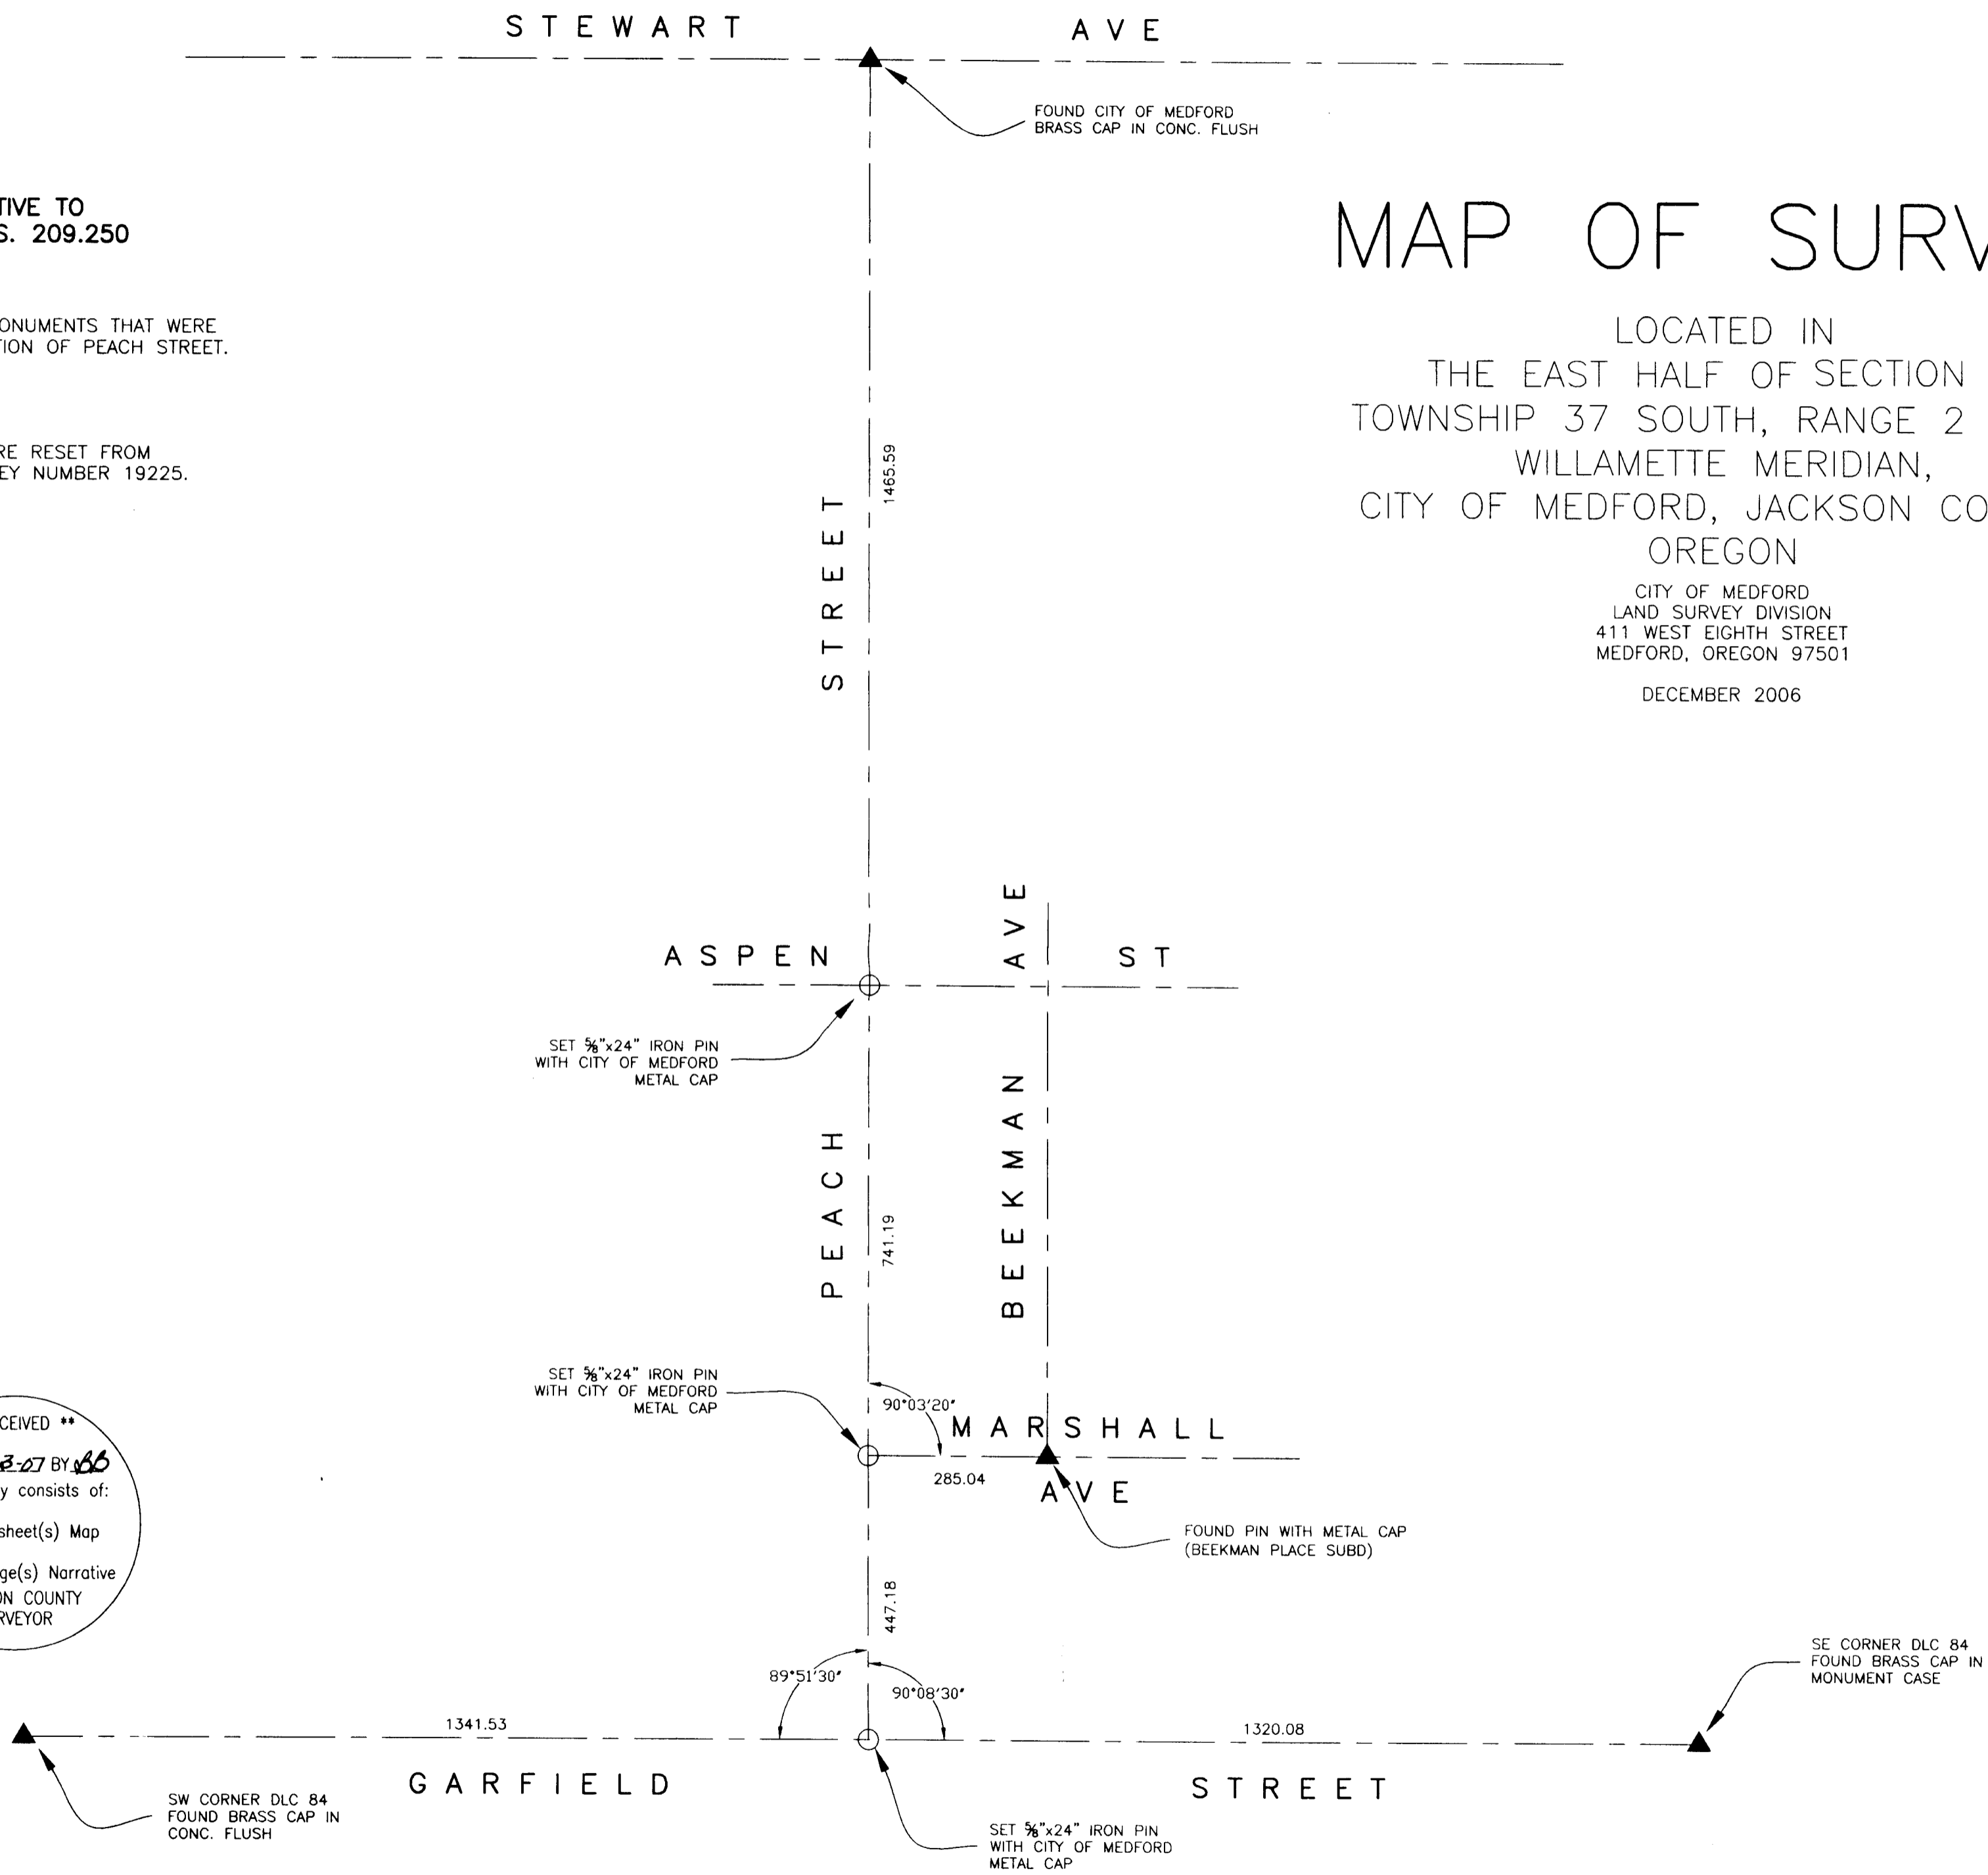 STEWART AVE
FOUND CITY OF MEDFORD
BRASS CAP IN CONC. FLUSH
TIVE TO
S. 209.250
ONUMENTS THAT WERE
TION OF PEACH STREET.
RE RESET FROM
EY NUMBER 19225.
MAP OF SURV
LOCATED IN
THE EAST HALF OF SECTION
TOWNSHIP 37 SOUTH, RANGE 2
WILLAMETTE MERIDIAN,
CITY OF MEDFORD, JACKSON CO
OREGON
CITY OF MEDFORD
LAND SURVEY DIVISION
411 WEST EIGHTH STREET
MEDFORD, OREGON 97501
DECEMBER 2006
1465.59
PEACH STREET
ASPEN ST
BEEKMAN AVE
SET 5/8"x24" IRON PIN
WITH CITY OF MEDFORD
METAL CAP
741.19
SET 5/8"x24" IRON PIN
WITH CITY OF MEDFORD
METAL CAP
90°03'20"
MARSHALL
AVE
285.04
FOUND PIN WITH METAL CAP
(BEEKMAN PLACE SUBD)
CEIVED **
3-07 BY BB
y consists of:
sheet(s) Map
ge(s) Narrative
ON COUNTY
RVEYOR
447.18
89°51'30"
90°08'30"
SE CORNER DLC 84
FOUND BRASS CAP IN
MONUMENT CASE
1341.53
1320.08
GARFIELD STREET
SW CORNER DLC 84
FOUND BRASS CAP IN
CONC. FLUSH
SET 5/8"x24" IRON PIN
WITH CITY OF MEDFORD
METAL CAP